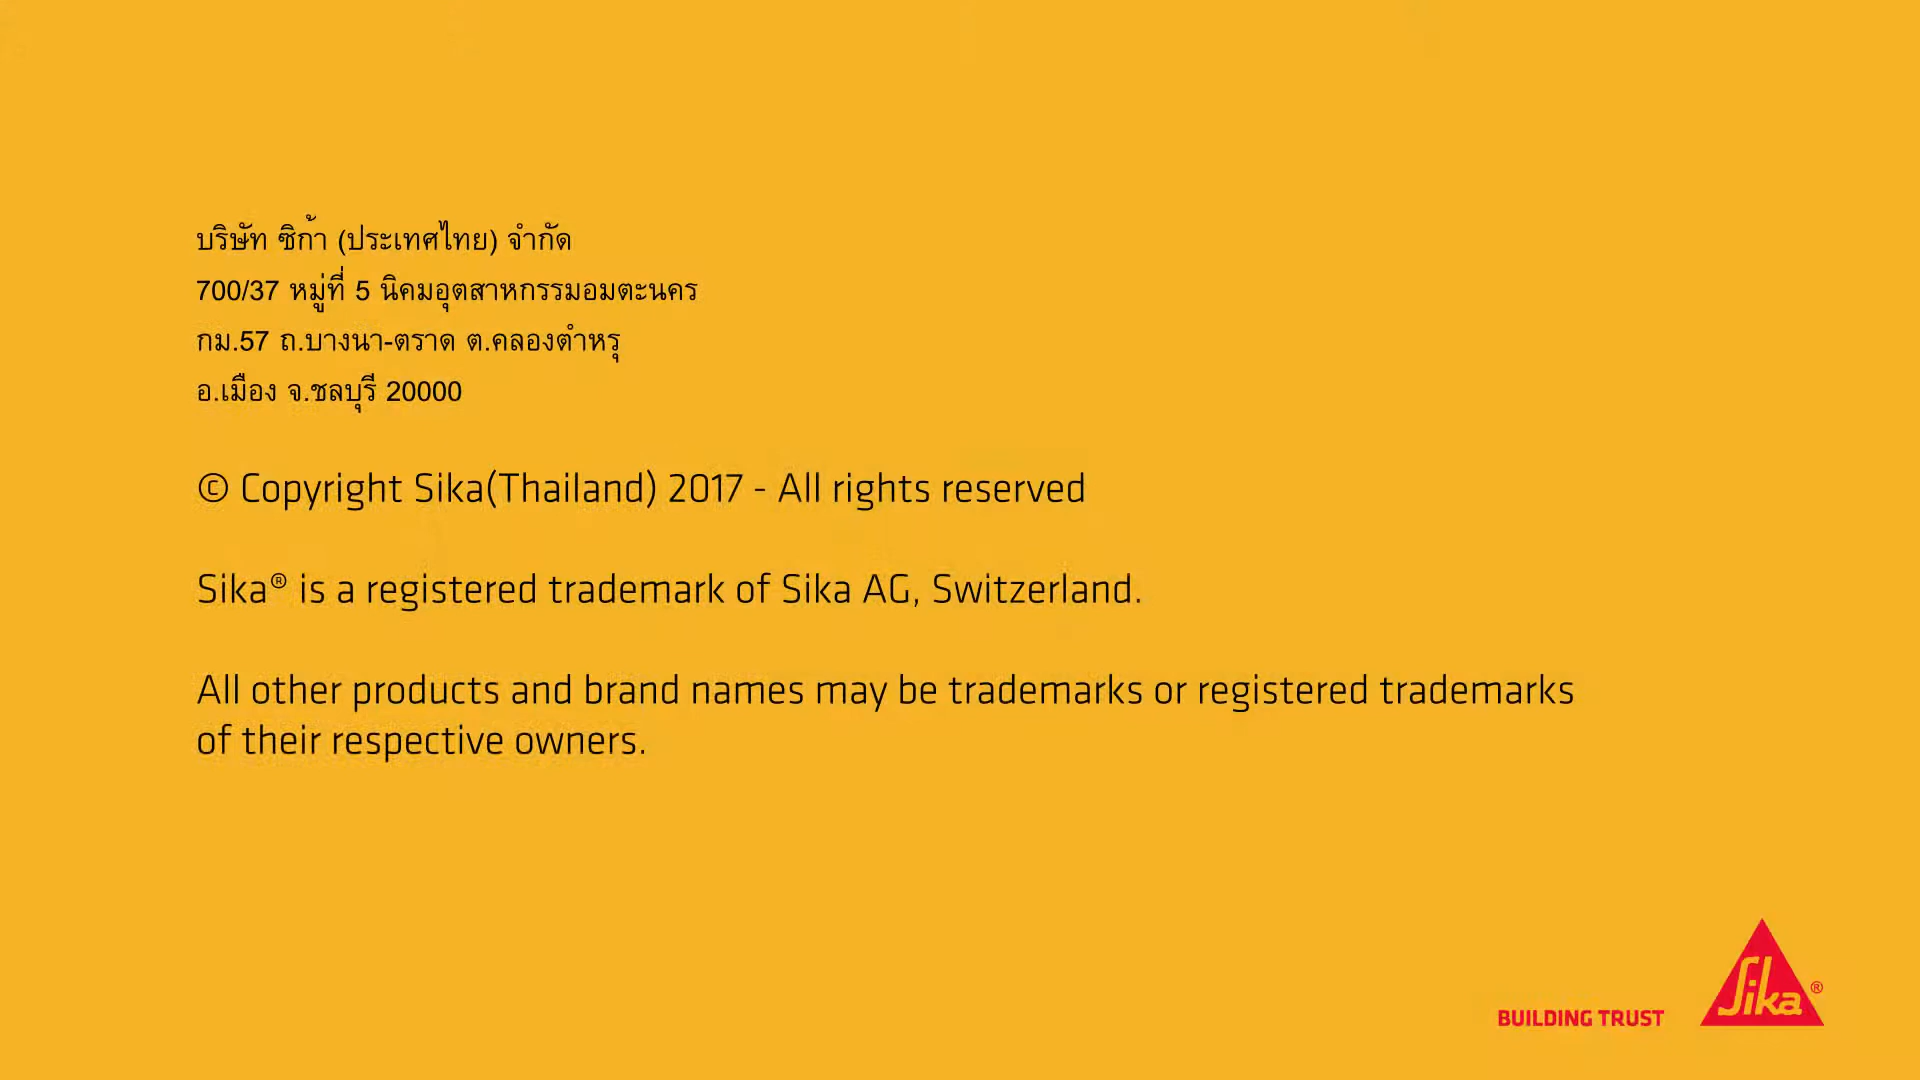 บริษัท ซิก้า (ประเทศไทย) จำกัด
700/37 หมู่ที่ 5 นิคมอุตสาหกรรมอมตะนคร
กม.57 ถ.บางนา-ตราด ต.คลองตำหรุ
อ.เมือง จ.ชลบุรี 20000
© Copyright Sika(Thailand) 2017 - All rights reserved
Sika® is a registered trademark of Sika AG, Switzerland.
All other products and brand names may be trademarks or registered trademarks
of their respective owners.
BUILDING TRUST
Sika®